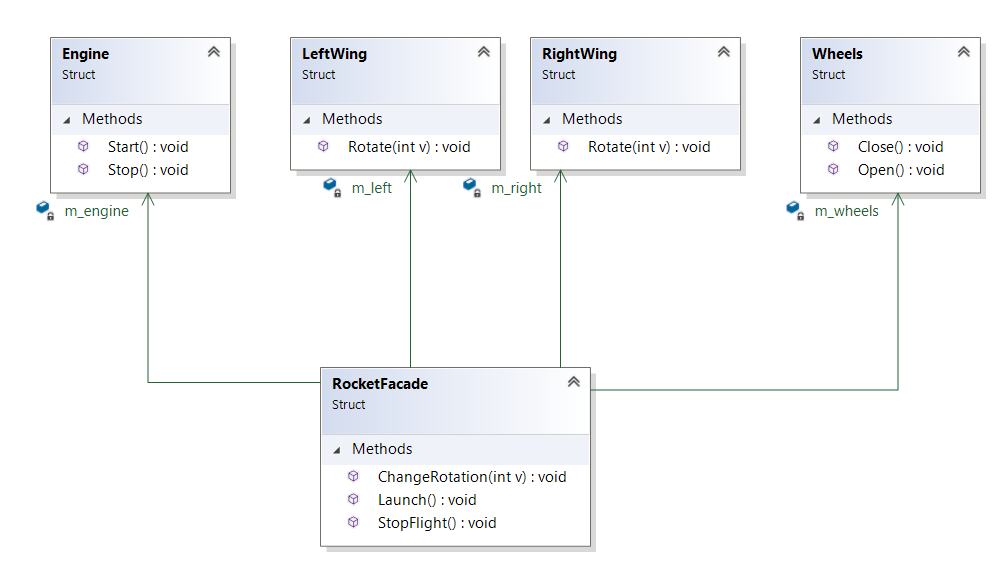 Engine
Struct
Methods
Start() : void
Stop() : void
m_engine
LeftWing
Struct
Methods
Rotate(int v) : void
m_left
RightWing
Struct
Methods
Rotate(int v) : void
m_right
Wheels
Struct
Methods
Close() : void
Open() : void
m_wheels
RocketFacade
Struct
Methods
ChangeRotation(int v) : void
Launch() : void
StopFlight() : void